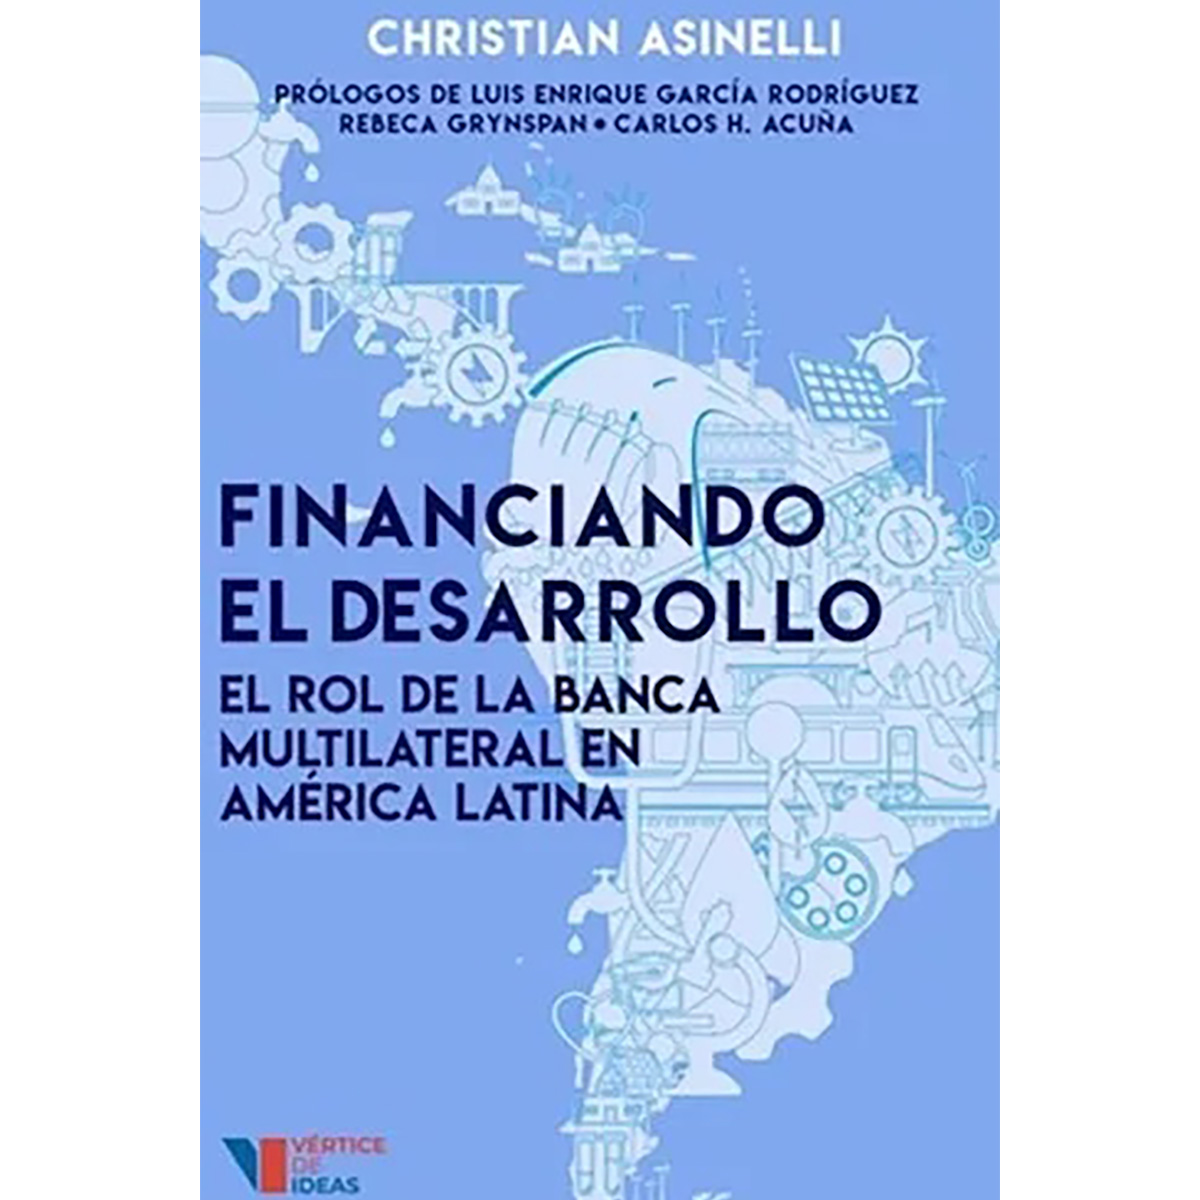 CHRISTIAN ASINELLI
PRÓLOGOS DE LUIS ENRIQUE GARCÍA RODRÍGUEZ
REBECA GRYNSPAN • CARLOS H. ACUÑA
FINANCIANDO
EL DESARROLLO
EL ROL DE LA BANCA
MULTILATERAL EN
AMÉRICA LATINA
VÉRTICE
DE
IDEAS